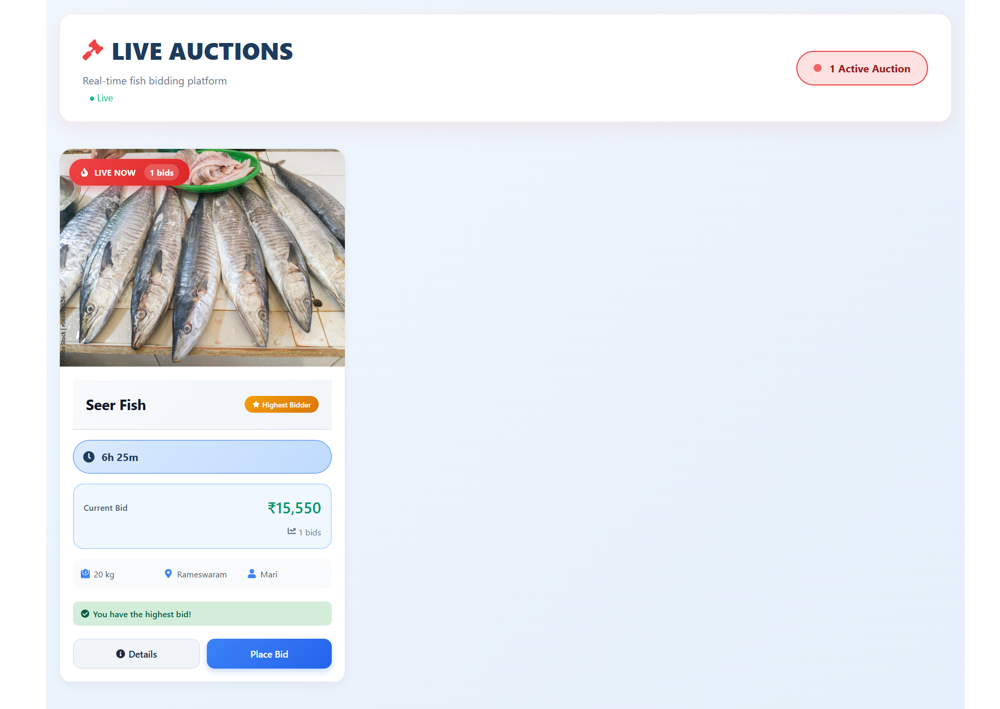 LIVE AUCTIONS
Real-time fish bidding platform
● Live
1 Active Auction
LIVE NOW 1 bids
Adobe Stock | #588608526
Seer Fish
Highest Bidder
6h 25m
Current Bid
₹15,550
1 bids
20 kg
Rameswaram
Mari
You have the highest bid!
Details
Place Bid